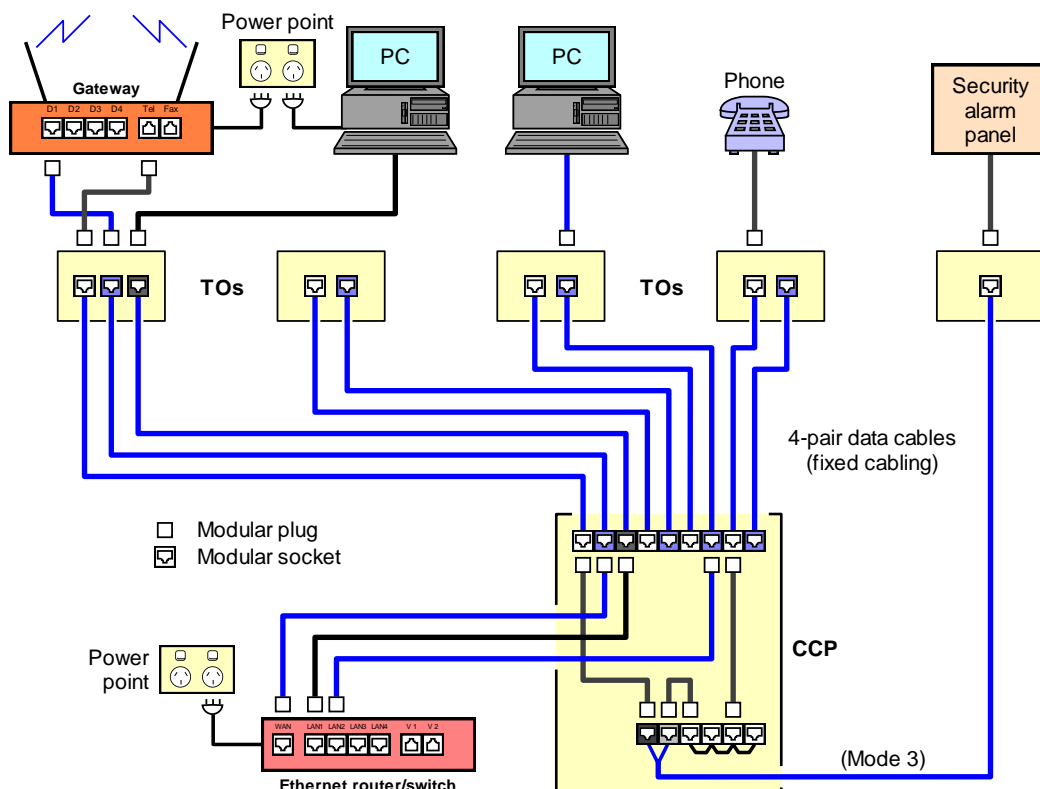 Power point
PC
PC
Phone
Security
alarm
panel
Gateway
D1 D2 D3 D4 Tel Fax
TOs
TOs
4-pair data cables
(fixed cabling)
Modular plug
Modular socket
CCP
Power
point
WAN LAN1 LAN2 LAN3 LAN4 V 1 V 2
(Mode 3)
Ethernet router/switch